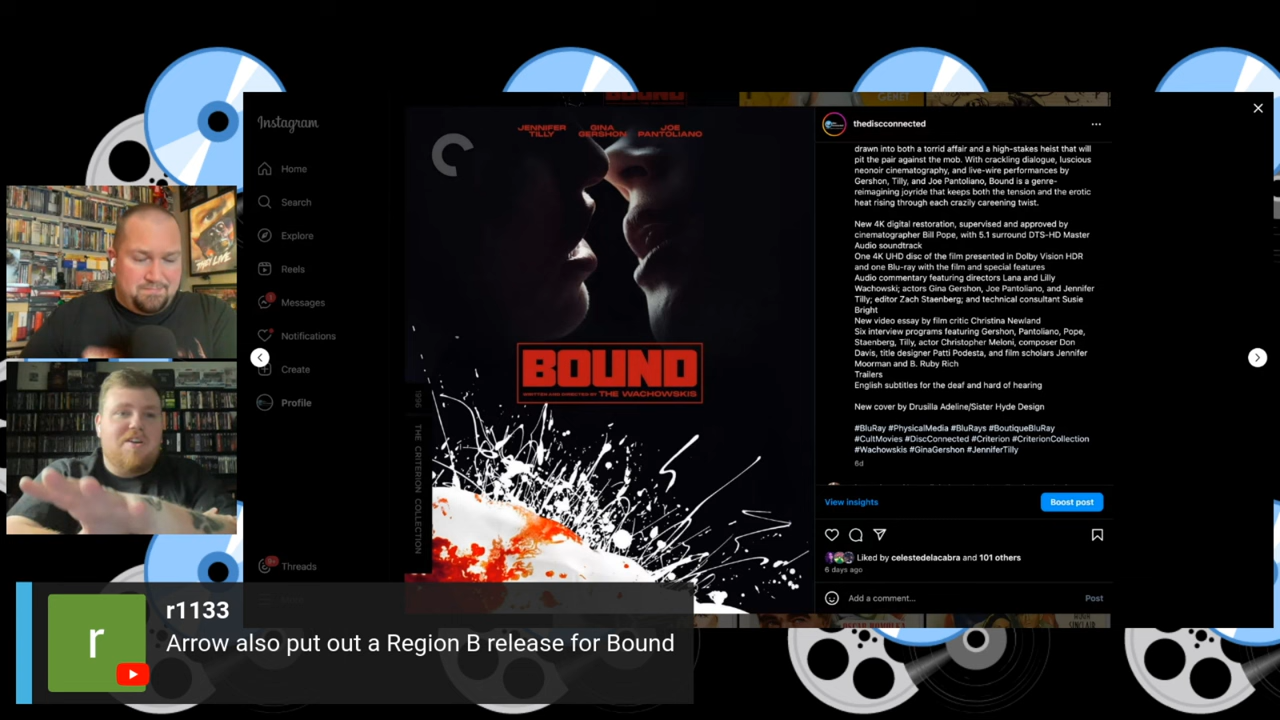 BOUND
GENET
Instagram
Home
Search
Explore
Reels
Messages
Notifications
Create
Profile
Threads
JENNIFER TILLY
GINA GERSHON
JOE PANTOLIANO
BOUND
WRITTEN AND DIRECTED BY THE WACHOWSKIS
1996
THE CRITERION COLLECTION
THEY LIVE
thediscconnected
drawn into both a torrid affair and a high-stakes heist that will
pit the pair against the mob. With crackling dialogue, luscious
neonoir cinematography, and live-wire performances by
Gershon, Tilly, and Joe Pantoliano, Bound is a genre-
reimagining joyride that keeps both the tension and the erotic
heat rising through each crazily careening twist.
New 4K digital restoration, supervised and approved by
cinematographer Bill Pope, with 5.1 surround DTS-HD Master
Audio soundtrack
One 4K UHD disc of the film presented in Dolby Vision HDR
and one Blu-ray with the film and special features
Audio commentary featuring directors Lana and Lilly
Wachowski; actors Gina Gershon, Joe Pantoliano, and Jennifer
Tilly; editor Zach Staenberg; and technical consultant Susie
Bright
New video essay by film critic Christina Newland
Six interview programs featuring Gershon, Pantoliano, Pope,
Staenberg, Tilly, actor Christopher Meloni, composer Don
Davis, title designer Patti Podesta, and film scholars Jennifer
Moorman and B. Ruby Rich
Trailers
English subtitles for the deaf and hard of hearing
New cover by Drusilla Adeline/Sister Hyde Design
#BluRay #PhysicalMedia #BluRays #BoutiqueBluRay
#CultMovies #DiscConnected #Criterion #CriterionCollection
#Wachowskis #GinaGershon #JenniferTilly
6d
View insights
Boost post
Liked by celestedelacabra and 101 others
6 days ago
Add a comment...
Post
r
r1133
Arrow also put out a Region B release for Bound